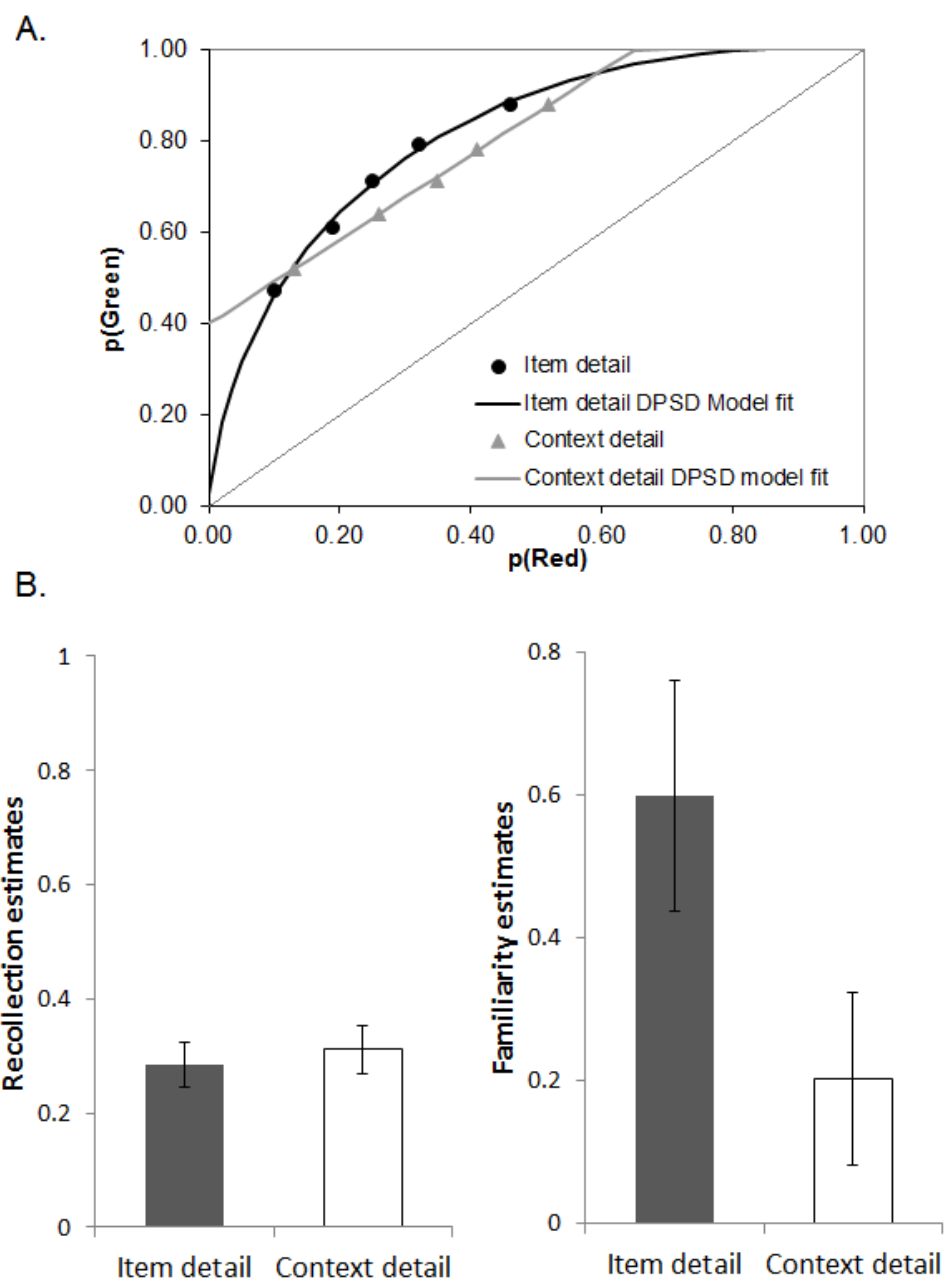 A.
1.00
0.80
0.60
0.40
0.20
0.00
p(Green)
Item detail
Item detail DPSD Model fit
Context detail
Context detail DPSD model fit
0.00 0.20 0.40 0.60 0.80 1.00
p(Red)
B.
1
0.8
0.6
0.4
0.2
0
Recollection estimates
Item detail Context detail
0.8
0.6
0.4
0.2
0
Familiarity estimates
Item detail Context detail